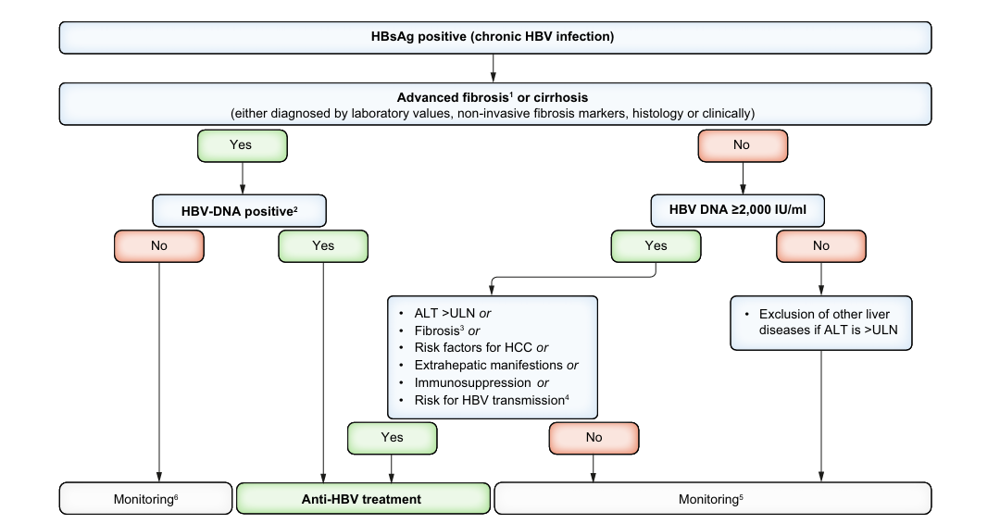 HBsAg positive (chronic HBV infection)
Advanced fibrosis¹ or cirrhosis
(either diagnosed by laboratory values, non-invasive fibrosis markers, histology or clinically)
Yes
No
HBV-DNA positive²
HBV DNA ≥2,000 IU/ml
No
Yes
Yes
No
• ALT >ULN or
• Fibrosis³ or
• Risk factors for HCC or
• Extrahepatic manifestions or
• Immunosuppression or
• Risk for HBV transmission⁴
• Exclusion of other liver
diseases if ALT is >ULN
Yes
No
Monitoring⁶
Anti-HBV treatment
Monitoring⁵